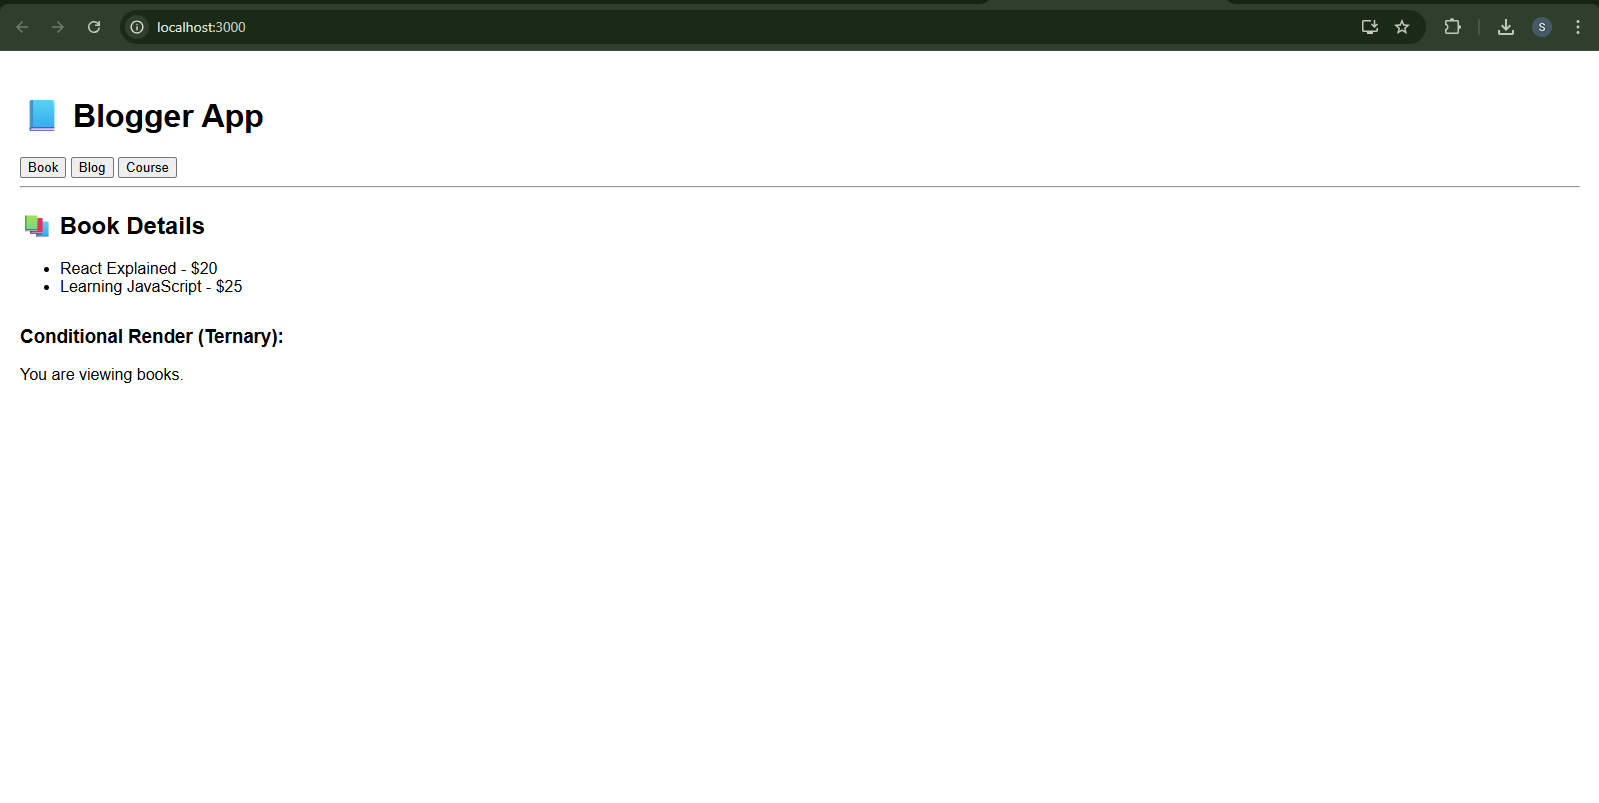 localhost:3000
S
📘 Blogger App
Book Blog Course
📚 Book Details
• React Explained - $20
• Learning JavaScript - $25
Conditional Render (Ternary):
You are viewing books.